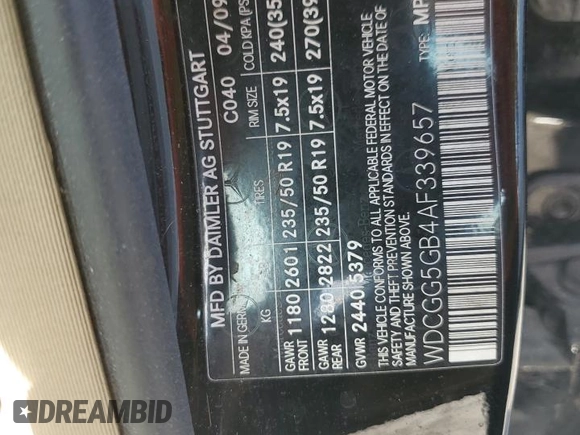 MFD BY DAIMLER AG STUTTGART
C040 04/09
MADE IN
KG TIRES RIM SIZE COLD KPA (PS
GAWR FRONT 1180 2601 235/50 R19 7.5x19 240(35
GAWR REAR 1280 2822 235/50 R19 7.5x19 270(39
GVWR 2440 5379
THIS VEHICLE CONFORMS TO ALL APPLICABLE FEDERAL MOTOR VEHICLE
SAFETY AND THEFT PREVENTION STANDARDS IN EFFECT ON THE DATE OF
MANUFACTURE SHOWN ABOVE.
WDCGG5GB4AF339657 TYPE: MP
DREAMBID